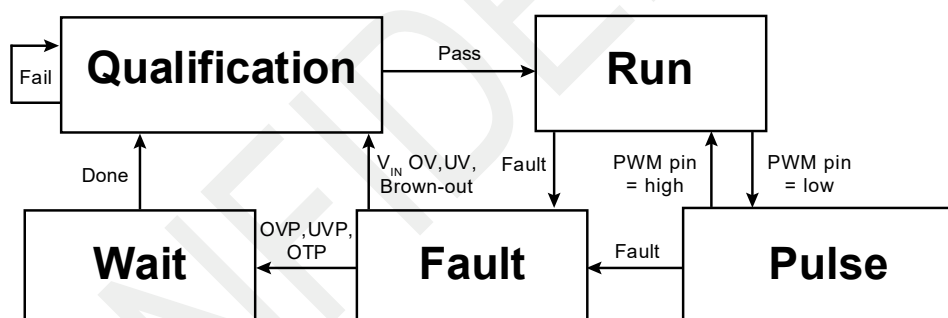 Qualification
Pass
Run
Fail
Done
V_IN OV,UV,
Brown-out
Fault
PWM pin
= high
PWM pin
= low
Wait
OVP,UVP,
OTP
Fault
Fault
Pulse